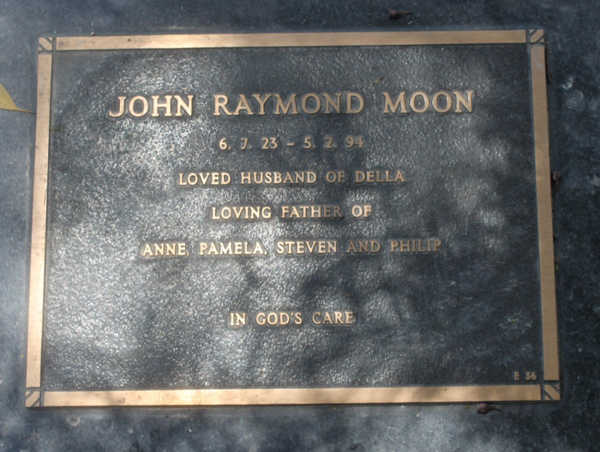 JOHN RAYMOND MOON
6. 7. 23 - 5. 2. 94
LOVED HUSBAND OF DELLA
LOVING FATHER OF
ANNE, PAMELA, STEVEN AND PHILIP
IN GOD'S CARE
E 36